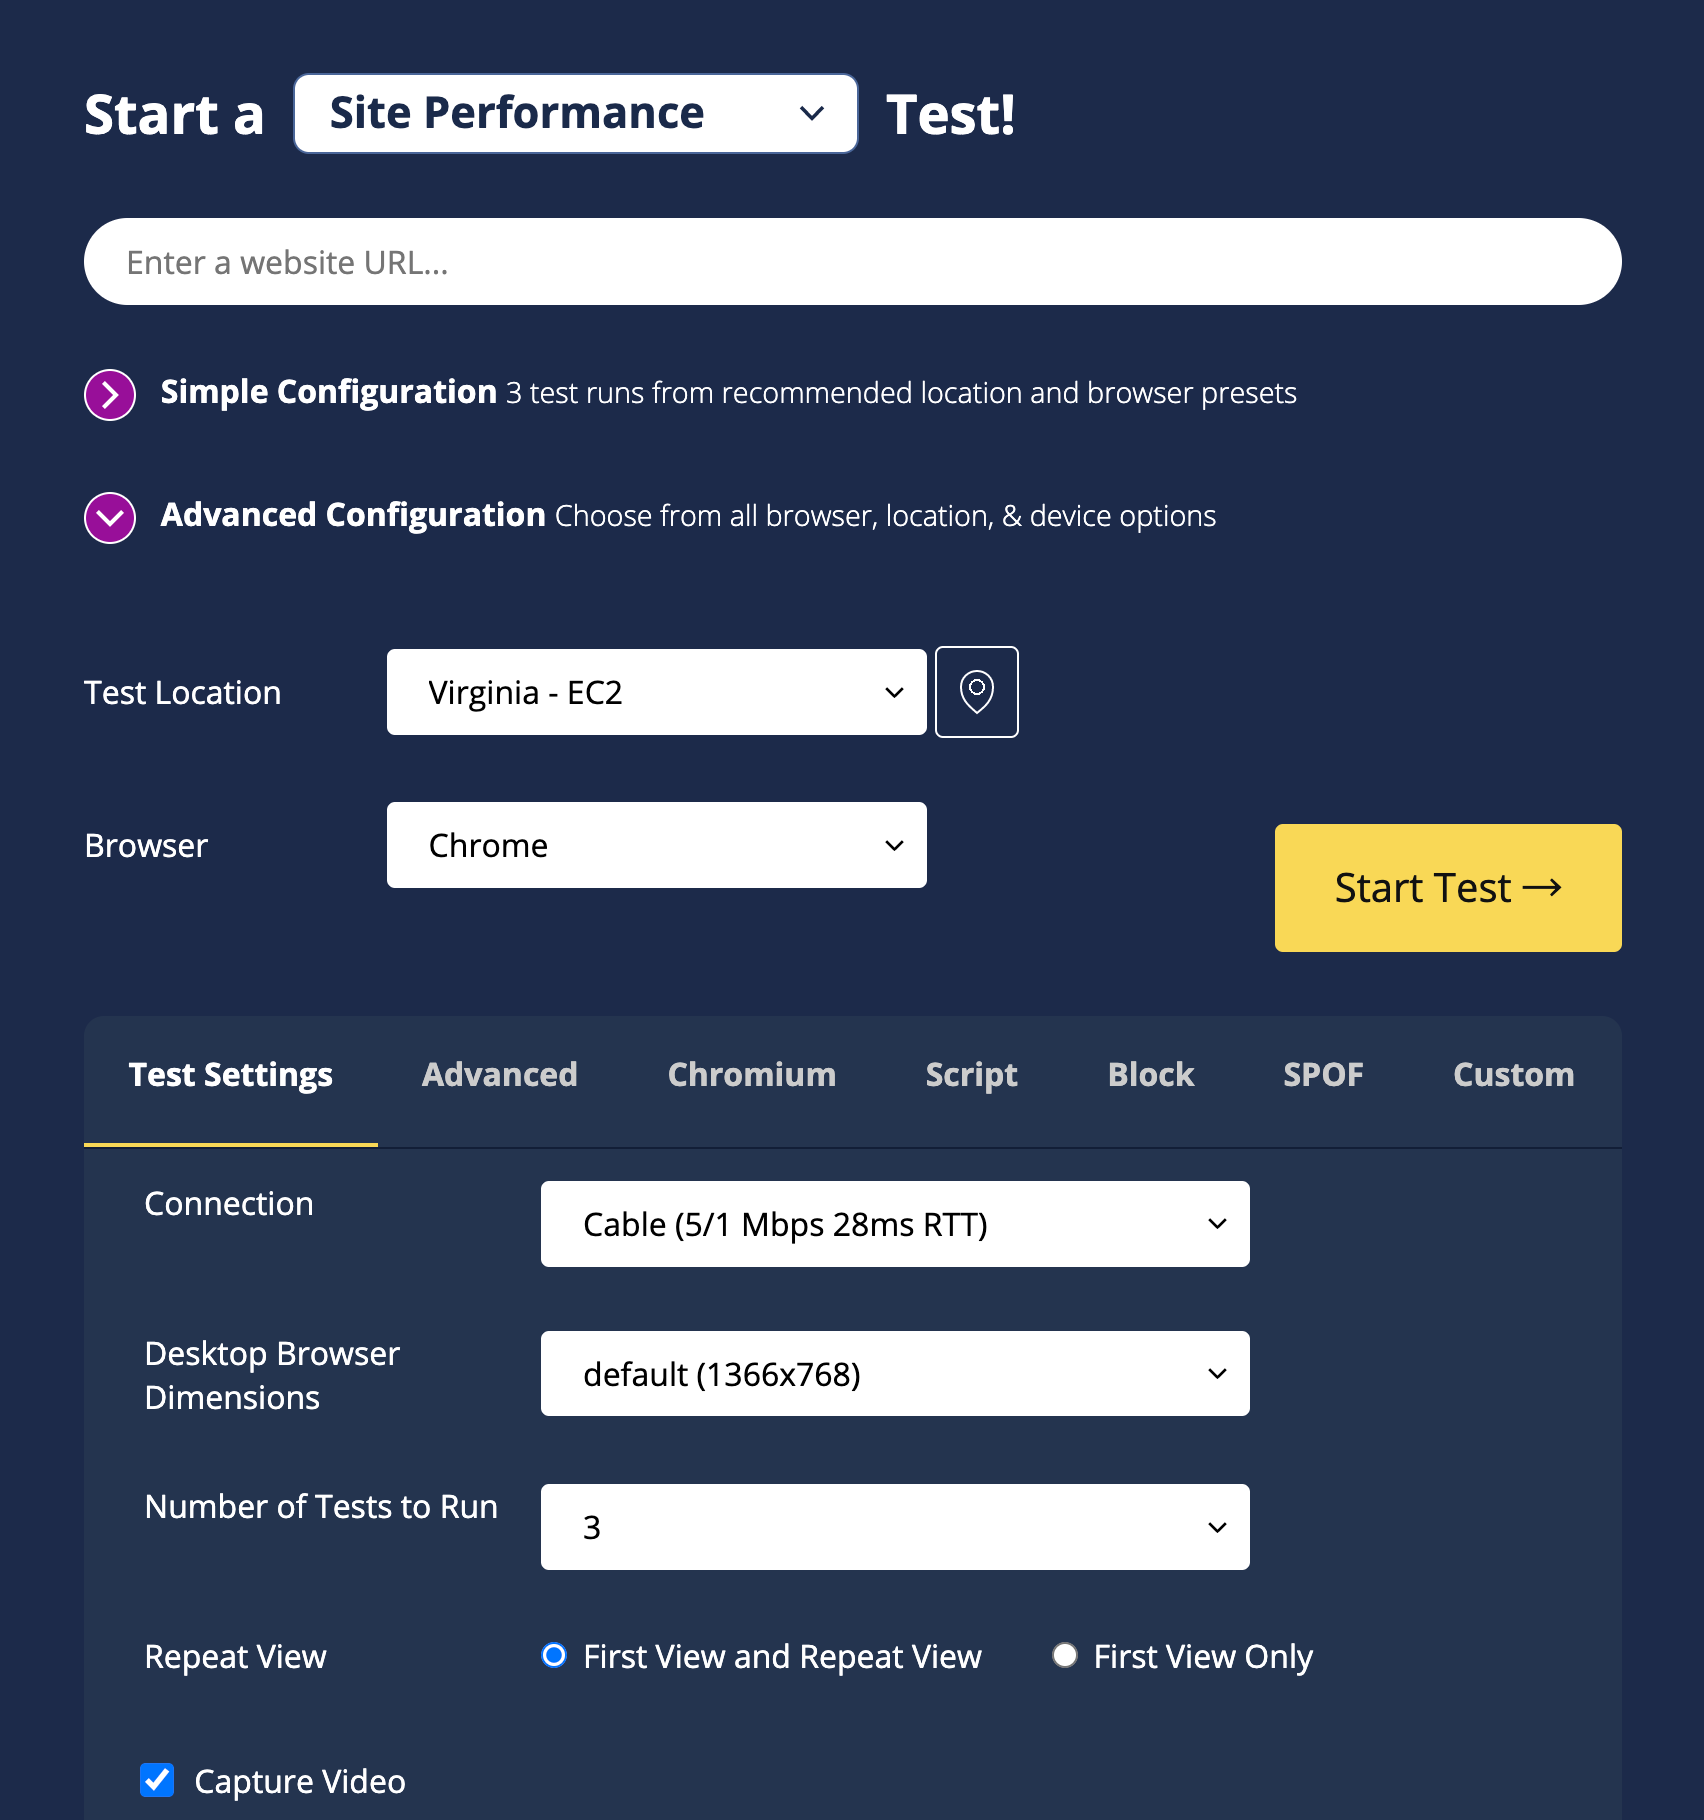 Start a Site Performance Test!
Enter a website URL...
Simple Configuration 3 test runs from recommended location and browser presets
Advanced Configuration Choose from all browser, location, & device options
Test Location Virginia - EC2
Browser Chrome
Start Test →
Test Settings Advanced Chromium Script Block SPOF Custom
Connection Cable (5/1 Mbps 28ms RTT)
Desktop Browser
Dimensions
default (1366x768)
Number of Tests to Run 3
Repeat View First View and Repeat View First View Only
Capture Video